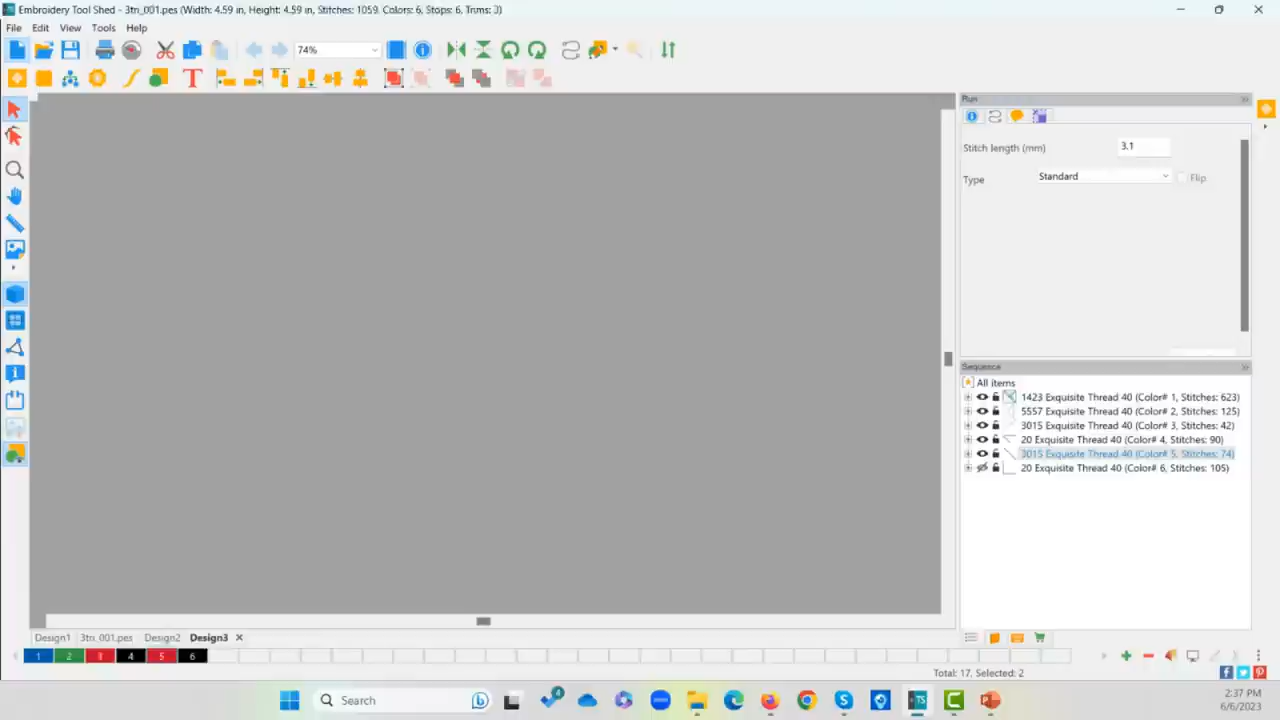 Embroidery Tool Shed - 3tn_001.pes (Width: 4.59 in, Height: 4.59 in, Stitches: 1059, Colors: 6, Stops: 6, Trms: 3)
File Edit View Tools Help
74%
T
Run
Stitch length (mm) 3.1
Type Standard Flip
Sequence
All items
1423 Exquisite Thread 40 (Color# 1, Stitches: 623)
5557 Exquisite Thread 40 (Color# 2, Stitches: 125)
3015 Exquisite Thread 40 (Color# 3, Stitches: 42)
20 Exquisite Thread 40 (Color# 4, Stitches: 90)
3015 Exquisite Thread 40 (Color# 5, Stitches: 74)
20 Exquisite Thread 40 (Color# 6, Stitches: 105)
Design1 3tn_001.pes Design2 Design3
1 2 3 4 5 6
Total: 17, Selected: 2
Search
4
TS
2:37 PM
6/6/2023